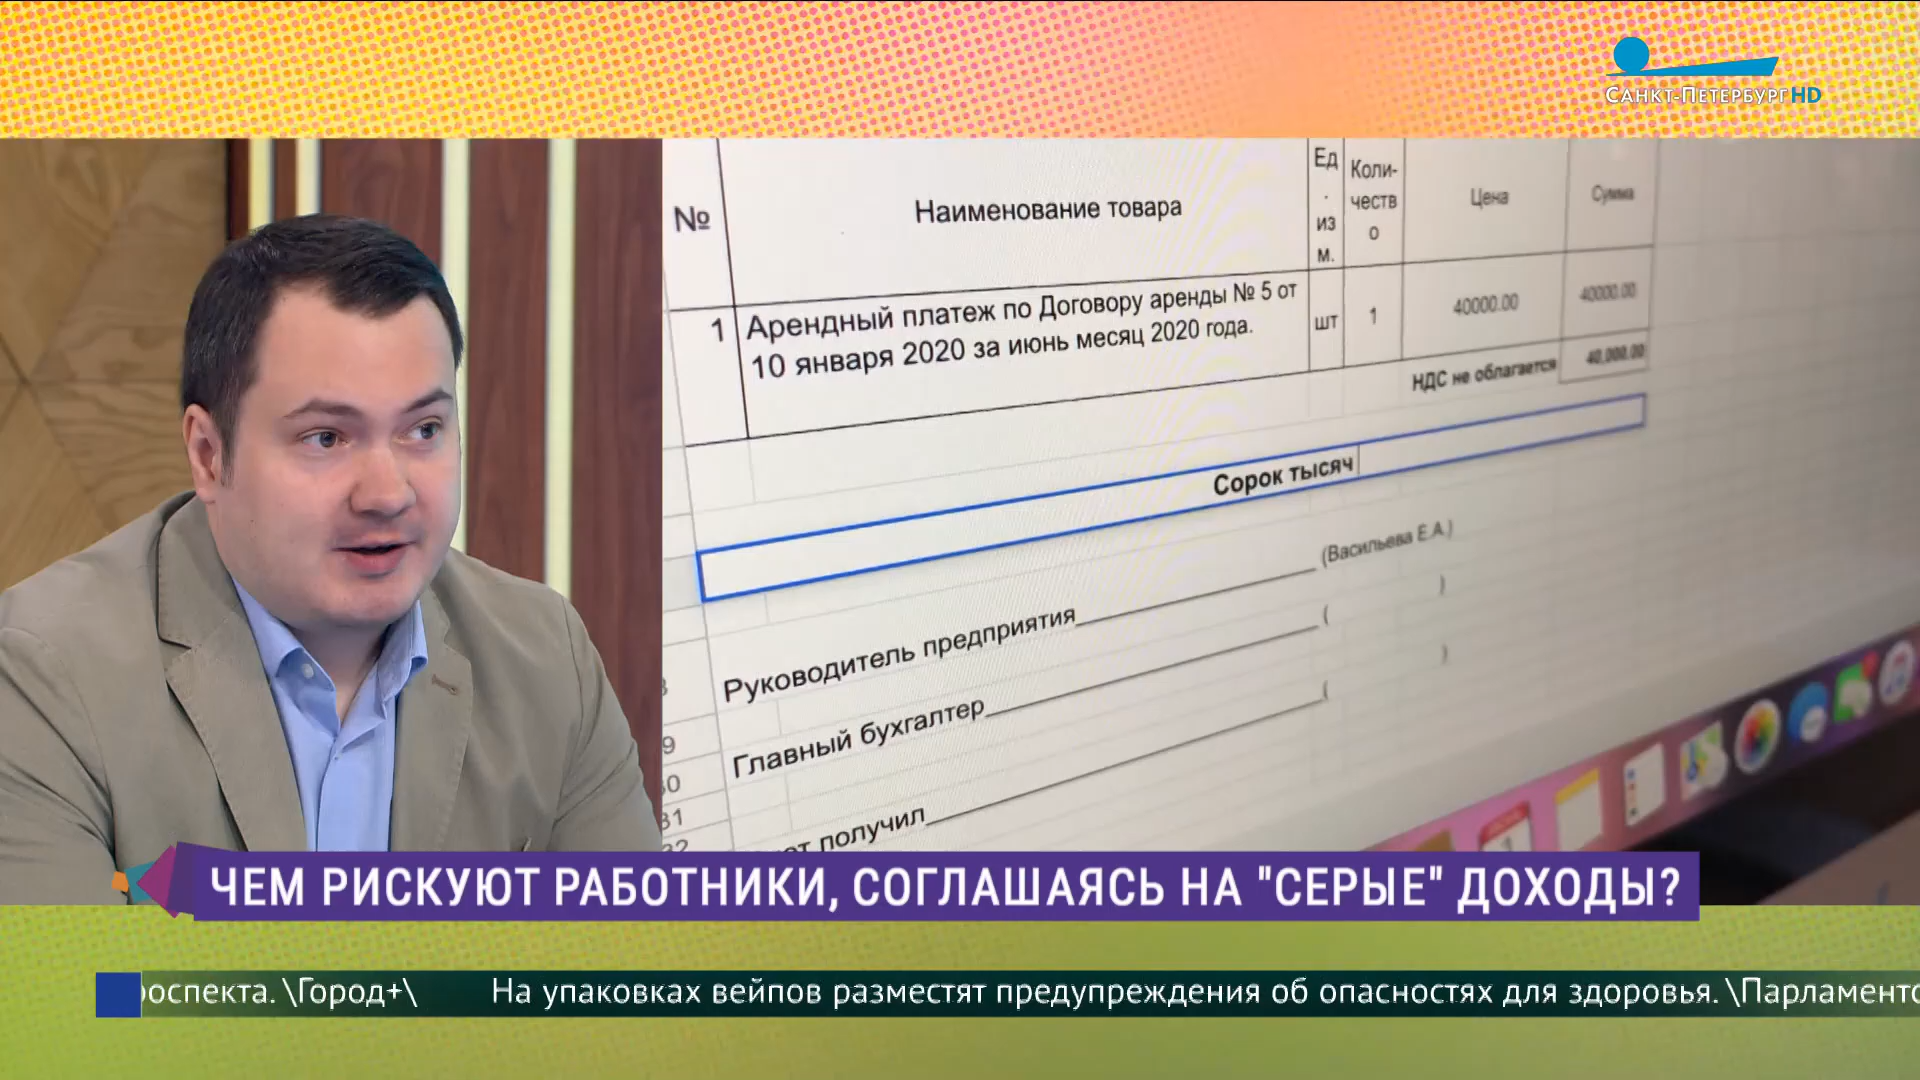 САНКТ-ПЕТЕРБУРГ HD
№
Наименование товара
Ед
.
из
м.
Коли-
честв
о
Цена
Сумма
1
Арендный платеж по Договору аренды № 5 от
10 января 2020 за июнь месяц 2020 года.
шт
1
40000.00
40000.00
НДС не облагается
40,000.00
Сорок тысяч
Руководитель предприятия (Васильева Е.А.)
Главный бухгалтер ( )
получил ( )
ЧЕМ РИСКУЮТ РАБОТНИКИ, СОГЛАШАЯСЬ НА "СЕРЫЕ" ДОХОДЫ?
роспекта. \Город+\ На упаковках вейпов разместят предупреждения об опасностях для здоровья. \Парламентс